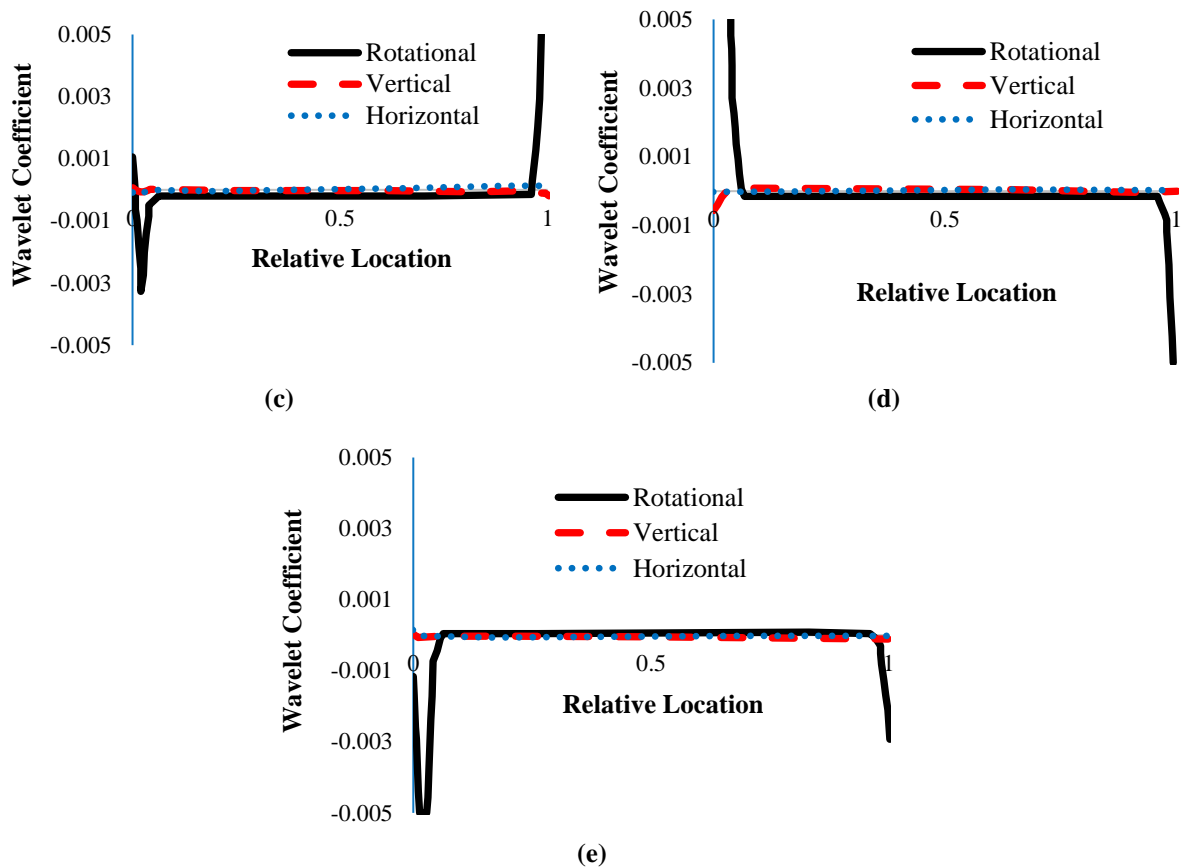 0.005
0.003
0.001
-0.001
-0.003
-0.005
0
0.5
1
Wavelet Coefficient
Relative Location
Rotational
Vertical
Horizontal
(c)
0.005
0.003
0.001
-0.001
-0.003
-0.005
0
0.5
1
Wavelet Coefficient
Relative Location
Rotational
Vertical
Horizontal
(d)
0.005
0.003
0.001
-0.001
-0.003
-0.005
0
0.5
1
Wavelet Coefficient
Relative Location
Rotational
Vertical
Horizontal
(e)